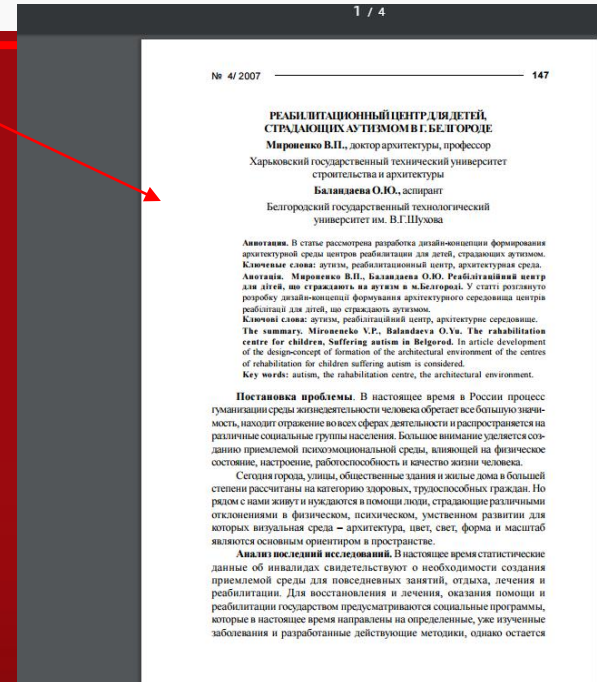 1 / 4
№ 4/ 2007
147
РЕАБИЛИТАЦИОННЫЙ ЦЕНТР ДЛЯ ДЕТЕЙ,
СТРАДАЮЩИХ АУТИЗМОМ В Г. БЕЛГОРОДЕ
Мироненко В.П., доктор архитектуры, профессор
Харьковский государственный технический университет
строительства и архитектуры
Баландаева О.Ю., аспирант
Белгородский государственный технологический
университет им. В.Г.Шухова
Аннотация. В статье рассмотрена разработка дизайн-концепции формирования
архитектурной среды центров реабилитации для детей, страдающих аутизмом.
Ключевые слова: аутизм, реабилитационный центр, архитектурная среда.
Анотація. Мироненко В.П., Баландаева О.Ю. Реабілітаційний центр
для дітей, що страждають на аутизм в м.Белгороді. У статті розглянуто
розробку дизайн-концепції формування архітектурного середовища центрів
реабілітації для дітей, що страждають аутизмом.
Ключові слова: аутизм, реабілітаційний центр, архітектурне середовище.
The summary. Mironeneko V.P., Balandaeva O.Yu. The rahabilitation
centre for children, Suffering autism in Belgorod. In article development
of the design-concept of formation of the architectural environment of the centres
of rehabilitation for children suffering autism is considered.
Key words: autism, the rahabilitation centre, the architectural environment.
Постановка проблемы. В настоящее время в России процесс
гуманизации среды жизнедеятельности человека обретает все большую значи-
мость, находит отражение во всех сферах деятельности и распространяется на
различные социальные группы населения. Большое внимание уделяется соз-
данию приемлемой психоэмоциональной среды, влияющей на физическое
состояние, настроение, работоспособность и качество жизни человека.
Сегодня города, улицы, общественные здания и жилые дома в большей
степени рассчитаны на категорию здоровых, трудоспособных граждан. Но
рядом с нами живут и нуждаются в помощи люди, страдающие различными
отклонениями в физическом, психическом, умственном развитии для
которых визуальная среда – архитектура, цвет, свет, форма и масштаб
являются основным ориентиром в пространстве.
Анализ последний исследований. В настоящее время статистические
данные об инвалидах свидетельствуют о необходимости создания
приемлемой среды для повседневных занятий, отдыха, лечения и
реабилитации. Для восстановления и лечения, оказания помощи и
реабилитации государством предусматриваются социальные программы,
которые в настоящее время направлены на определенные, уже изученные
заболевания и разработанные действующие методики, однако остается